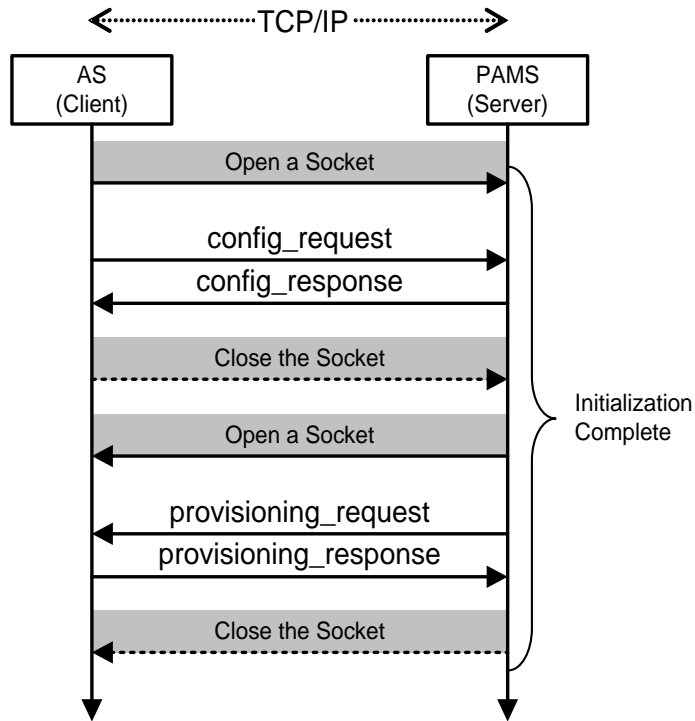 TCP/IP
AS
(Client)
PAMS
(Server)
Open a Socket
config_request
config_response
Close the Socket
Open a Socket
Initialization
Complete
provisioning_request
provisioning_response
Close the Socket